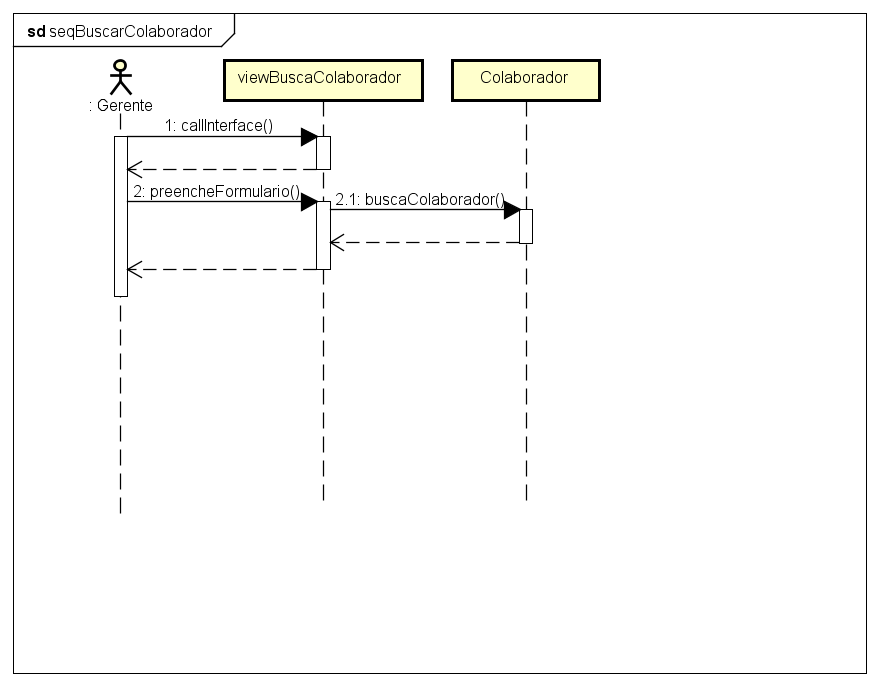 sd seqBuscarColaborador
: Gerente
viewBuscaColaborador
Colaborador
1: callInterface()
2: preencheFormulario()
2.1: buscaColaborador()